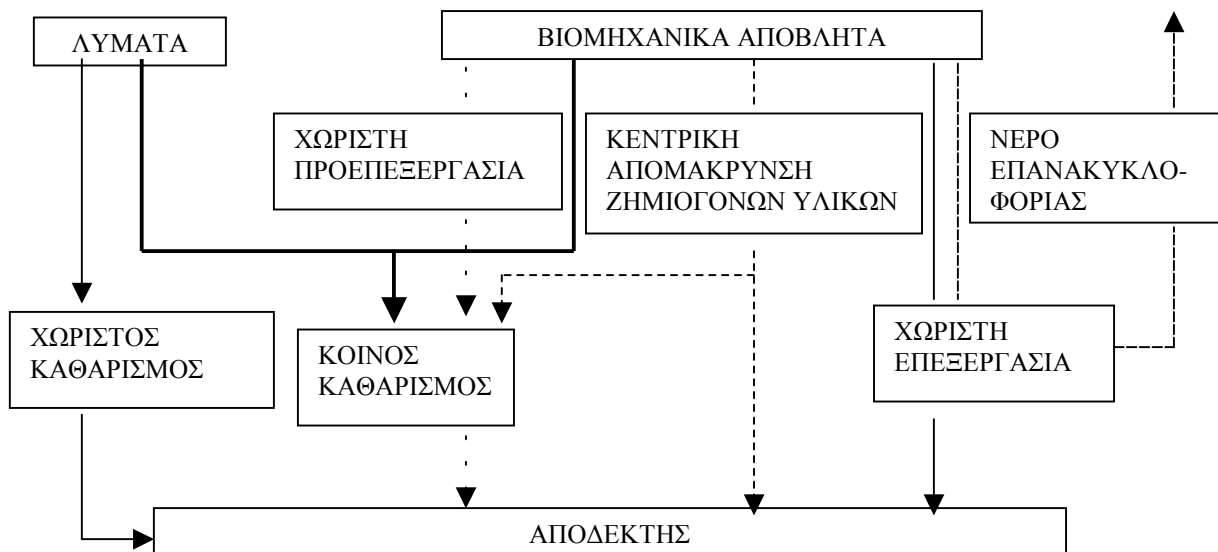 ΛΥΜΑΤΑ
ΒΙΟΜΗΧΑΝΙΚΑ ΑΠΟΒΛΗΤΑ
ΧΩΡΙΣΤΗ
ΠΡΟΕΠΕΞΕΡΓΑΣΙΑ
ΚΕΝΤΡΙΚΗ
ΑΠΟΜΑΚΡΥΝΣΗ
ΖΗΜΙΟΓΟΝΩΝ ΥΛΙΚΩΝ
ΝΕΡΟ
ΕΠΑΝΑΚΥΚΛΟ-
ΦΟΡΙΑΣ
ΧΩΡΙΣΤΟΣ
ΚΑΘΑΡΙΣΜΟΣ
ΚΟΙΝΟΣ
ΚΑΘΑΡΙΣΜΟΣ
ΧΩΡΙΣΤΗ
ΕΠΕΞΕΡΓΑΣΙΑ
ΑΠΟΔΕΚΤΗΣ